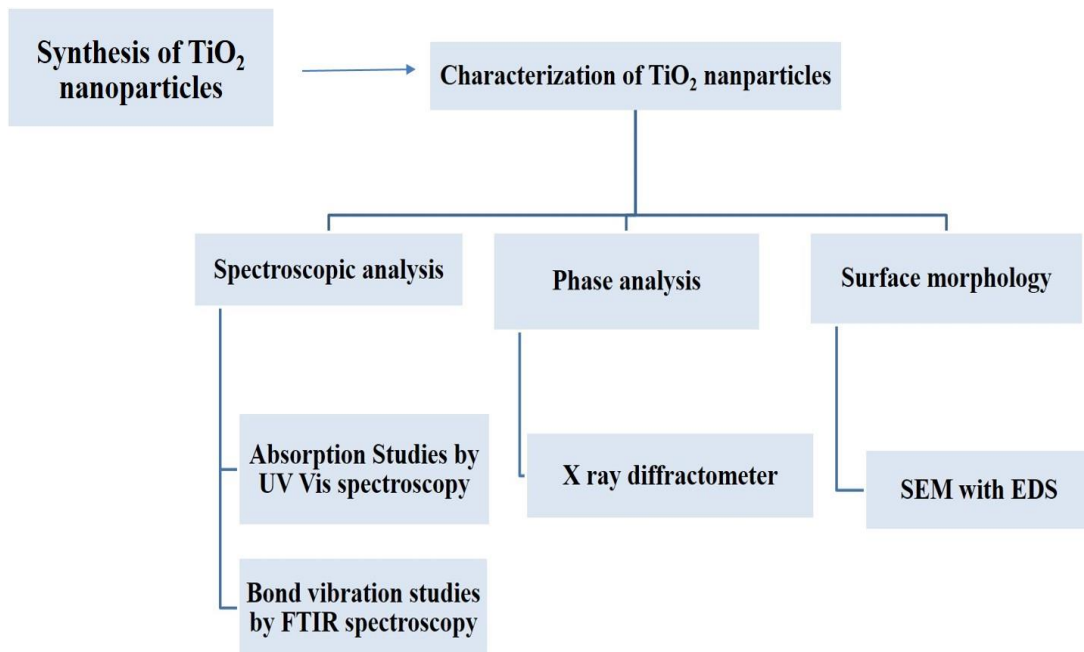 Synthesis of TiO₂
nanoparticles
Characterization of TiO₂ nanparticles
Spectroscopic analysis
Phase analysis
Surface morphology
Absorption Studies by
UV Vis spectroscopy
X ray diffractometer
SEM with EDS
Bond vibration studies
by FTIR spectroscopy